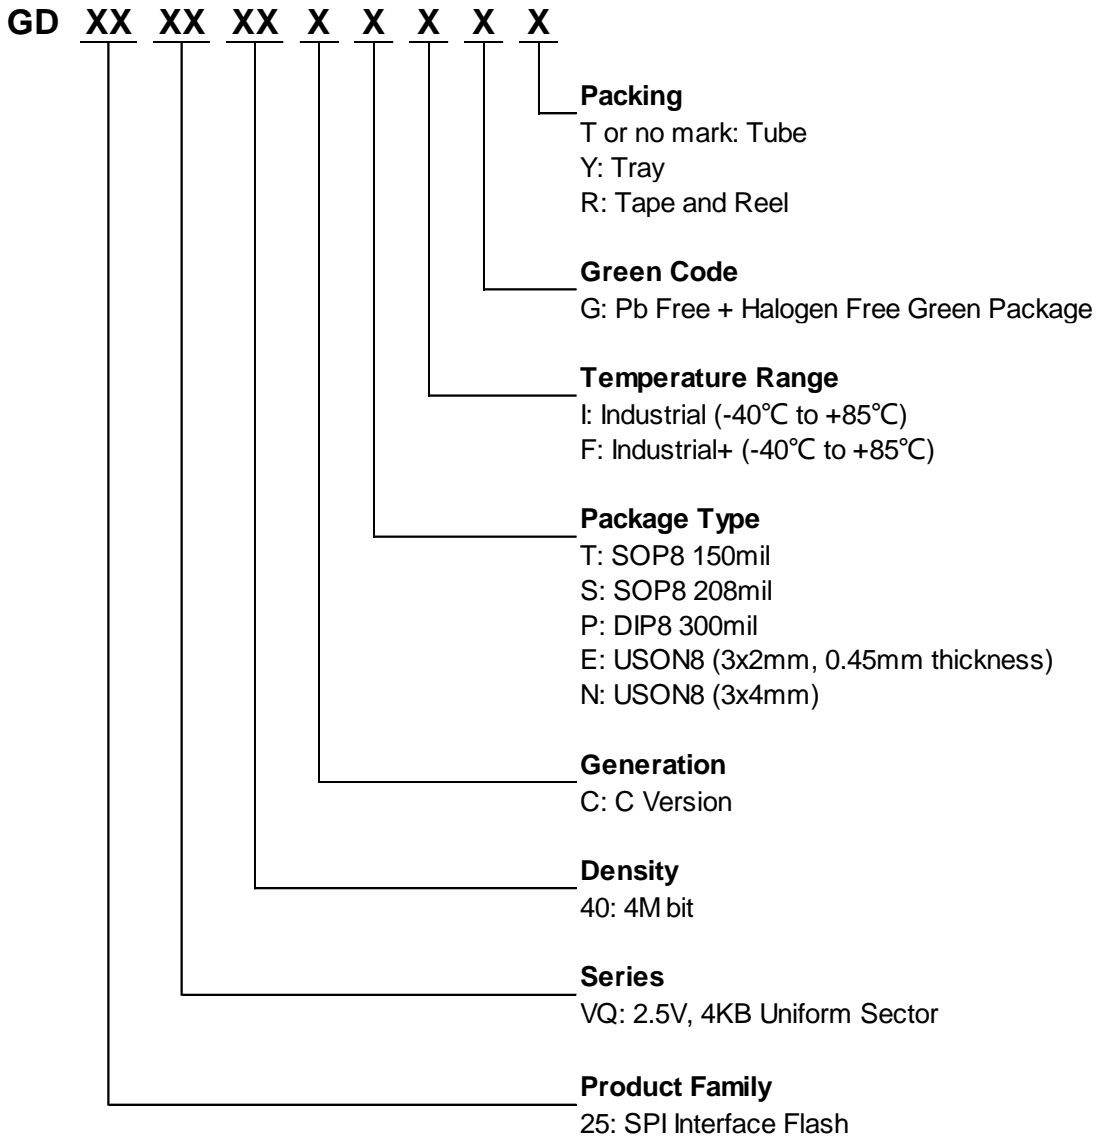 GD XX XX XX X X X X X
Packing
T or no mark: Tube
Y: Tray
R: Tape and Reel
Green Code
G: Pb Free + Halogen Free Green Package
Temperature Range
I: Industrial (-40℃ to +85℃)
F: Industrial+ (-40℃ to +85℃)
Package Type
T: SOP8 150mil
S: SOP8 208mil
P: DIP8 300mil
E: USON8 (3x2mm, 0.45mm thickness)
N: USON8 (3x4mm)
Generation
C: C Version
Density
40: 4M bit
Series
VQ: 2.5V, 4KB Uniform Sector
Product Family
25: SPI Interface Flash